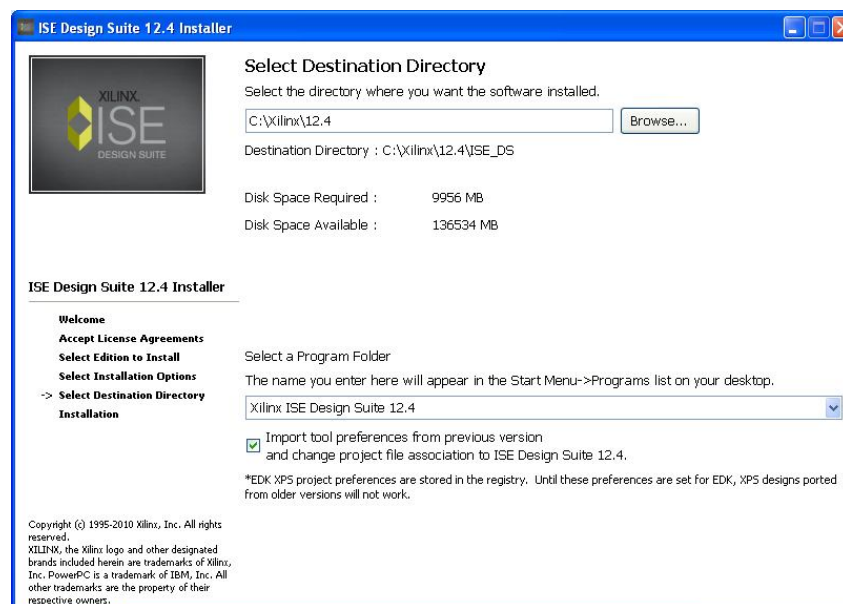 ISE Design Suite 12.4 Installer
XILINX.
ISE
DESIGN SUITE
Select Destination Directory
Select the directory where you want the software installed.
C:\Xilinx\12.4
Browse...
Destination Directory : C:\Xilinx\12.4\ISE_DS
Disk Space Required : 9956 MB
Disk Space Available : 136534 MB
ISE Design Suite 12.4 Installer
Welcome
Accept License Agreements
Select Edition to Install
Select Installation Options
-> Select Destination Directory
Installation
Select a Program Folder
The name you enter here will appear in the Start Menu->Programs list on your desktop.
Xilinx ISE Design Suite 12.4
Import tool preferences from previous version
and change project file association to ISE Design Suite 12.4.
*EDK XPS project preferences are stored in the registry. Until these preferences are set for EDK, XPS designs ported
from older versions will not work.
Copyright (c) 1995-2010 Xilinx, Inc. All rights
reserved.
XILINX, the Xilinx logo and other designated
brands included herein are trademarks of Xilinx,
Inc. PowerPC is a trademark of IBM, Inc. All
other trademarks are the property of their
respective owners.